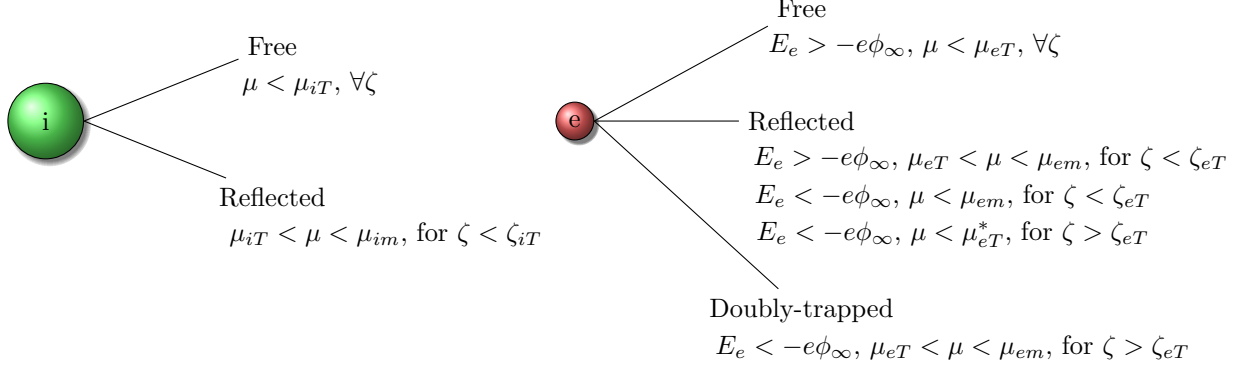 i
Free
μ < μ_{iT}, ∀ζ
Reflected
μ_{iT} < μ < μ_{im}, for ζ < ζ_{iT}
e
Free
E_e > −eϕ_∞, μ < μ_{eT}, ∀ζ
Reflected
E_e > −eϕ_∞, μ_{eT} < μ < μ_{em}, for ζ < ζ_{eT}
E_e < −eϕ_∞, μ < μ_{em}, for ζ < ζ_{eT}
E_e < −eϕ_∞, μ < μ^*_{eT}, for ζ > ζ_{eT}
Doubly-trapped
E_e < −eϕ_∞, μ_{eT} < μ < μ_{em}, for ζ > ζ_{eT}